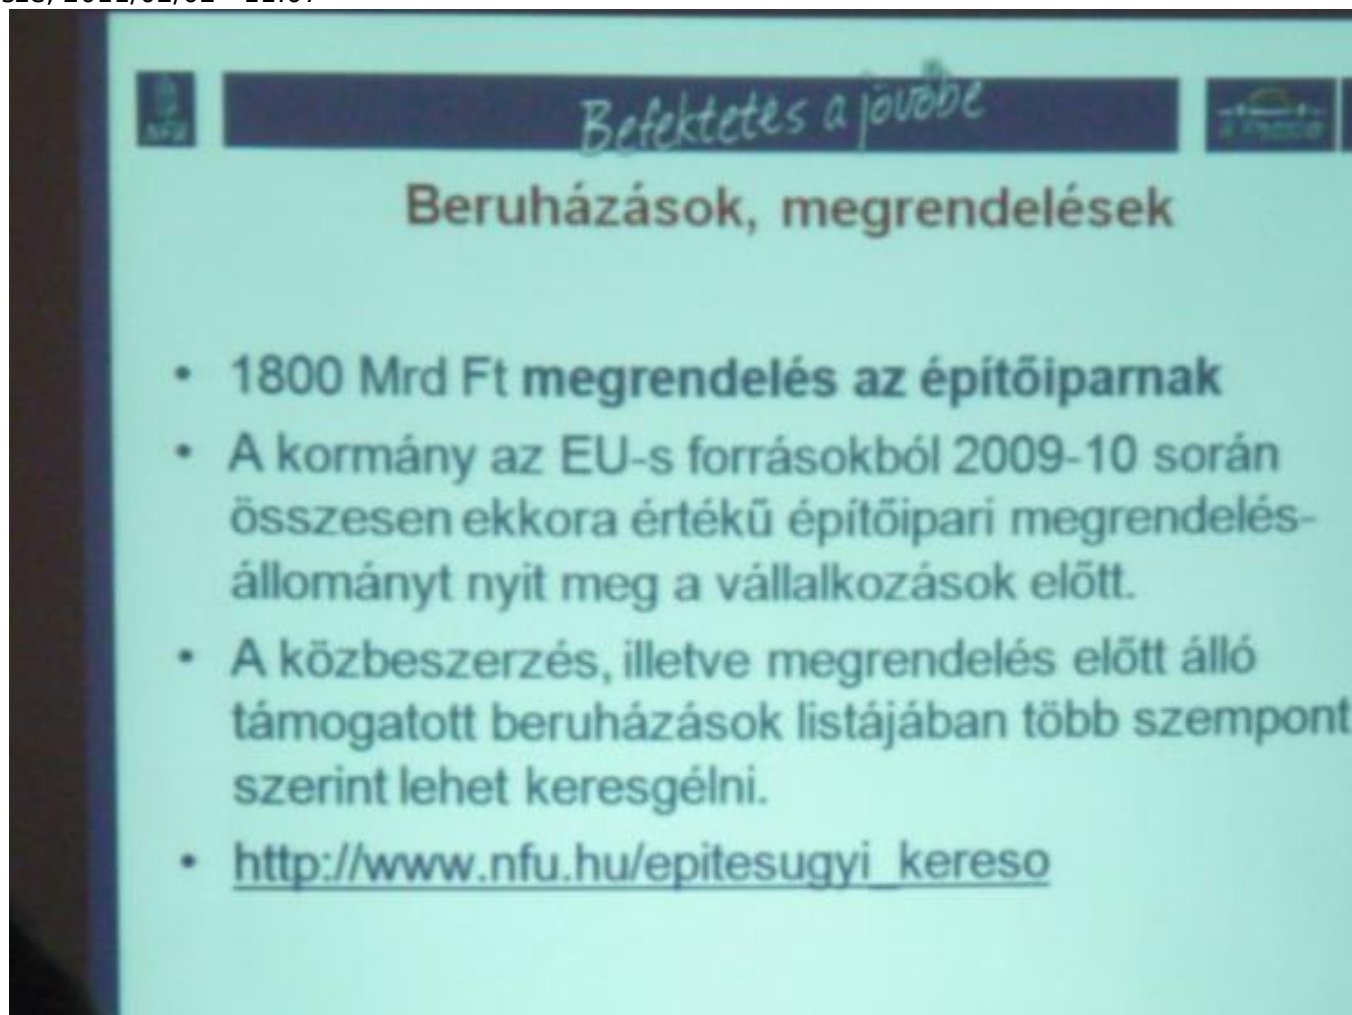 NFÜ
Befektetés a jövőbe
Beruházások, megrendelések
• 1800 Mrd Ft megrendelés az építőiparnak
• A kormány az EU-s forrásokból 2009-10 során
összesen ekkora értékű építőipari megrendelés-
állományt nyit meg a vállalkozások előtt.
• A közbeszerzés, illetve megrendelés előtt álló
támogatott beruházások listájában több szempont
szerint lehet keresgélni.
• http://www.nfu.hu/epitesugyi_kereso